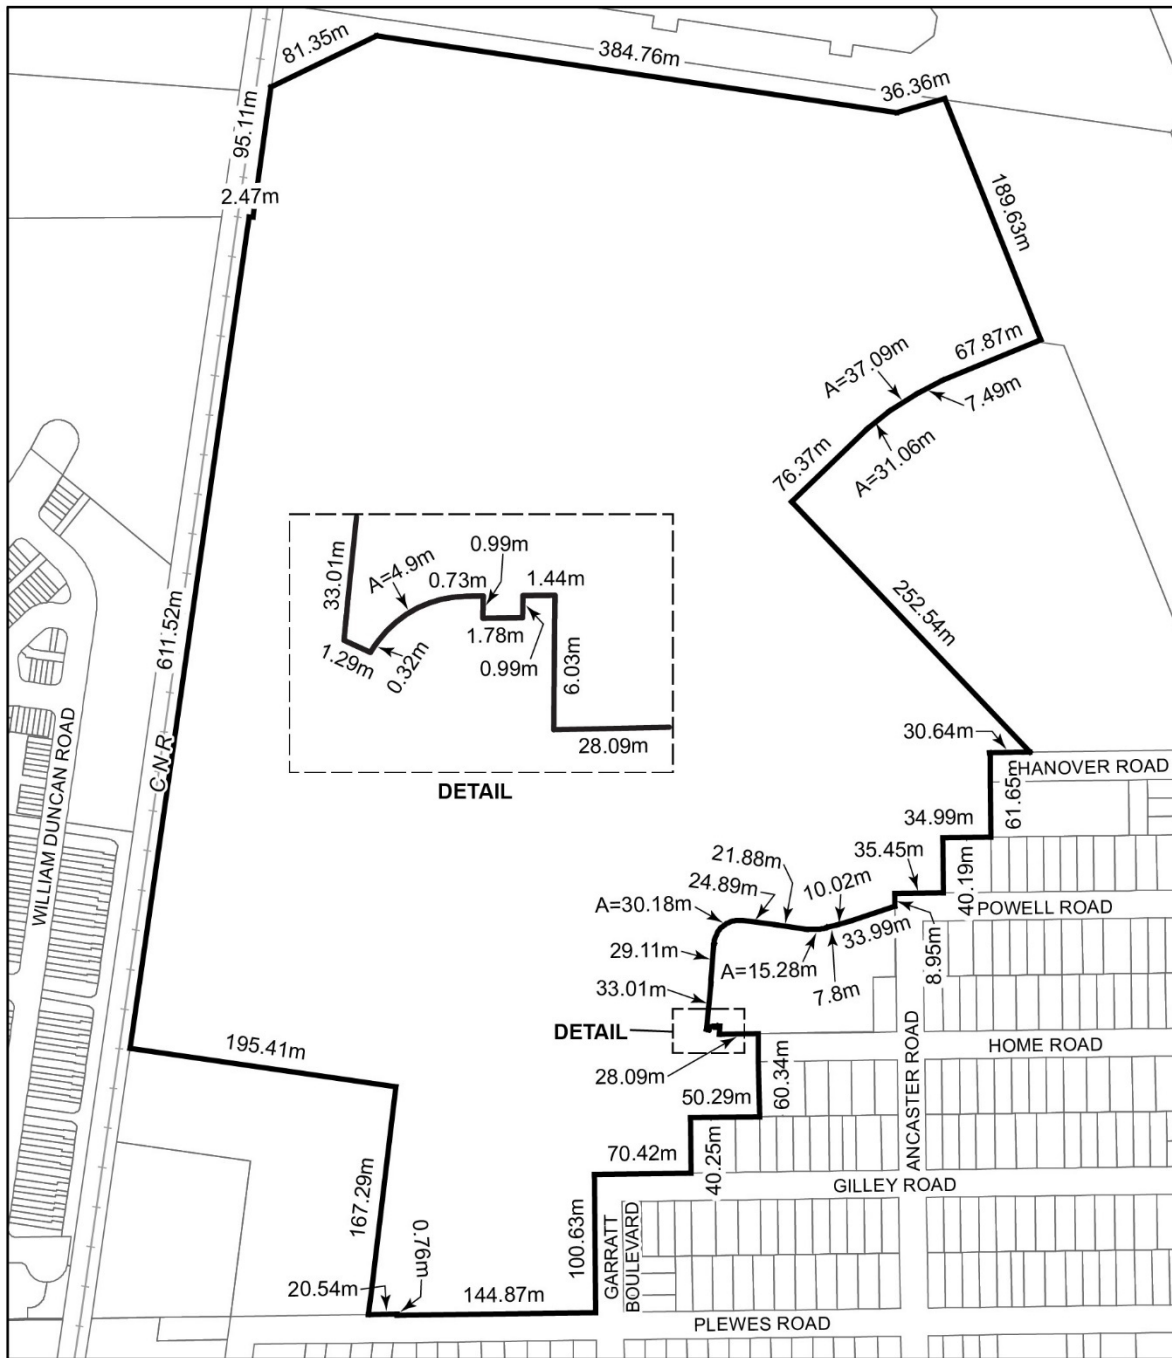 81.35m
384.76m
36.36m
95.11m
2.47m
189.63m
67.87m
A=37.09m
7.49m
A=31.06m
76.37m
252.54m
611.52m
C N R
WILLIAM DUNCAN ROAD
33.01m
A=4.9m
0.73m
0.99m
1.44m
1.29m
0.32m
1.78m
0.99m
6.03m
28.09m
DETAIL
30.64m
HANOVER ROAD
61.65m
34.99m
40.19m
35.45m
POWELL ROAD
21.88m
24.89m
10.02m
A=30.18m
33.99m
8.95m
29.11m
A=15.28m
7.8m
33.01m
DETAIL
28.09m
HOME ROAD
ANCASTER ROAD
60.34m
50.29m
195.41m
70.42m
40.25m
GILLEY ROAD
167.29m
100.63m
GARRATT
BOULEVARD
0.76m
20.54m
144.87m
PLEWES ROAD